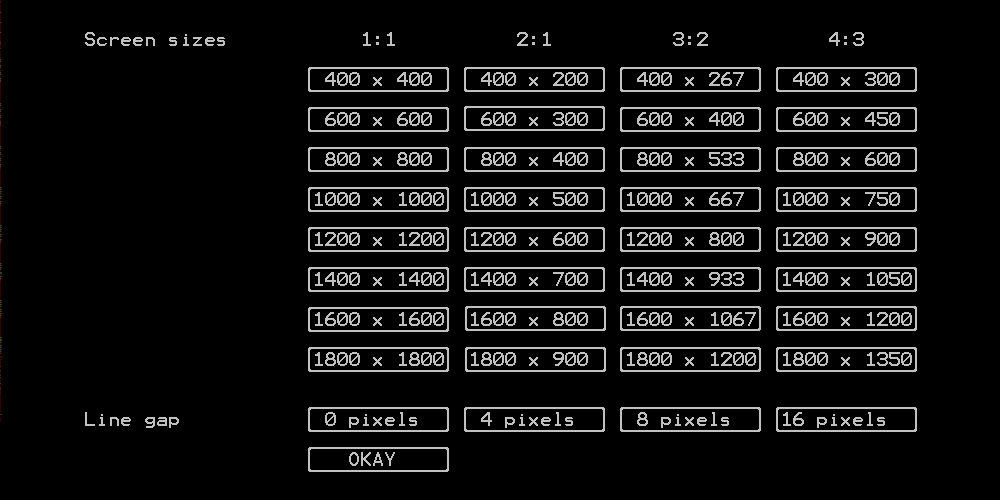 Screen sizes 1:1 2:1 3:2 4:3
400 x 400 400 x 200 400 x 267 400 x 300
600 x 600 600 x 300 600 x 400 600 x 450
800 x 800 800 x 400 800 x 533 800 x 600
1000 x 1000 1000 x 500 1000 x 667 1000 x 750
1200 x 1200 1200 x 600 1200 x 800 1200 x 900
1400 x 1400 1400 x 700 1400 x 933 1400 x 1050
1600 x 1600 1600 x 800 1600 x 1067 1600 x 1200
1800 x 1800 1800 x 900 1800 x 1200 1800 x 1350
Line gap 0 pixels 4 pixels 8 pixels 16 pixels
OKAY